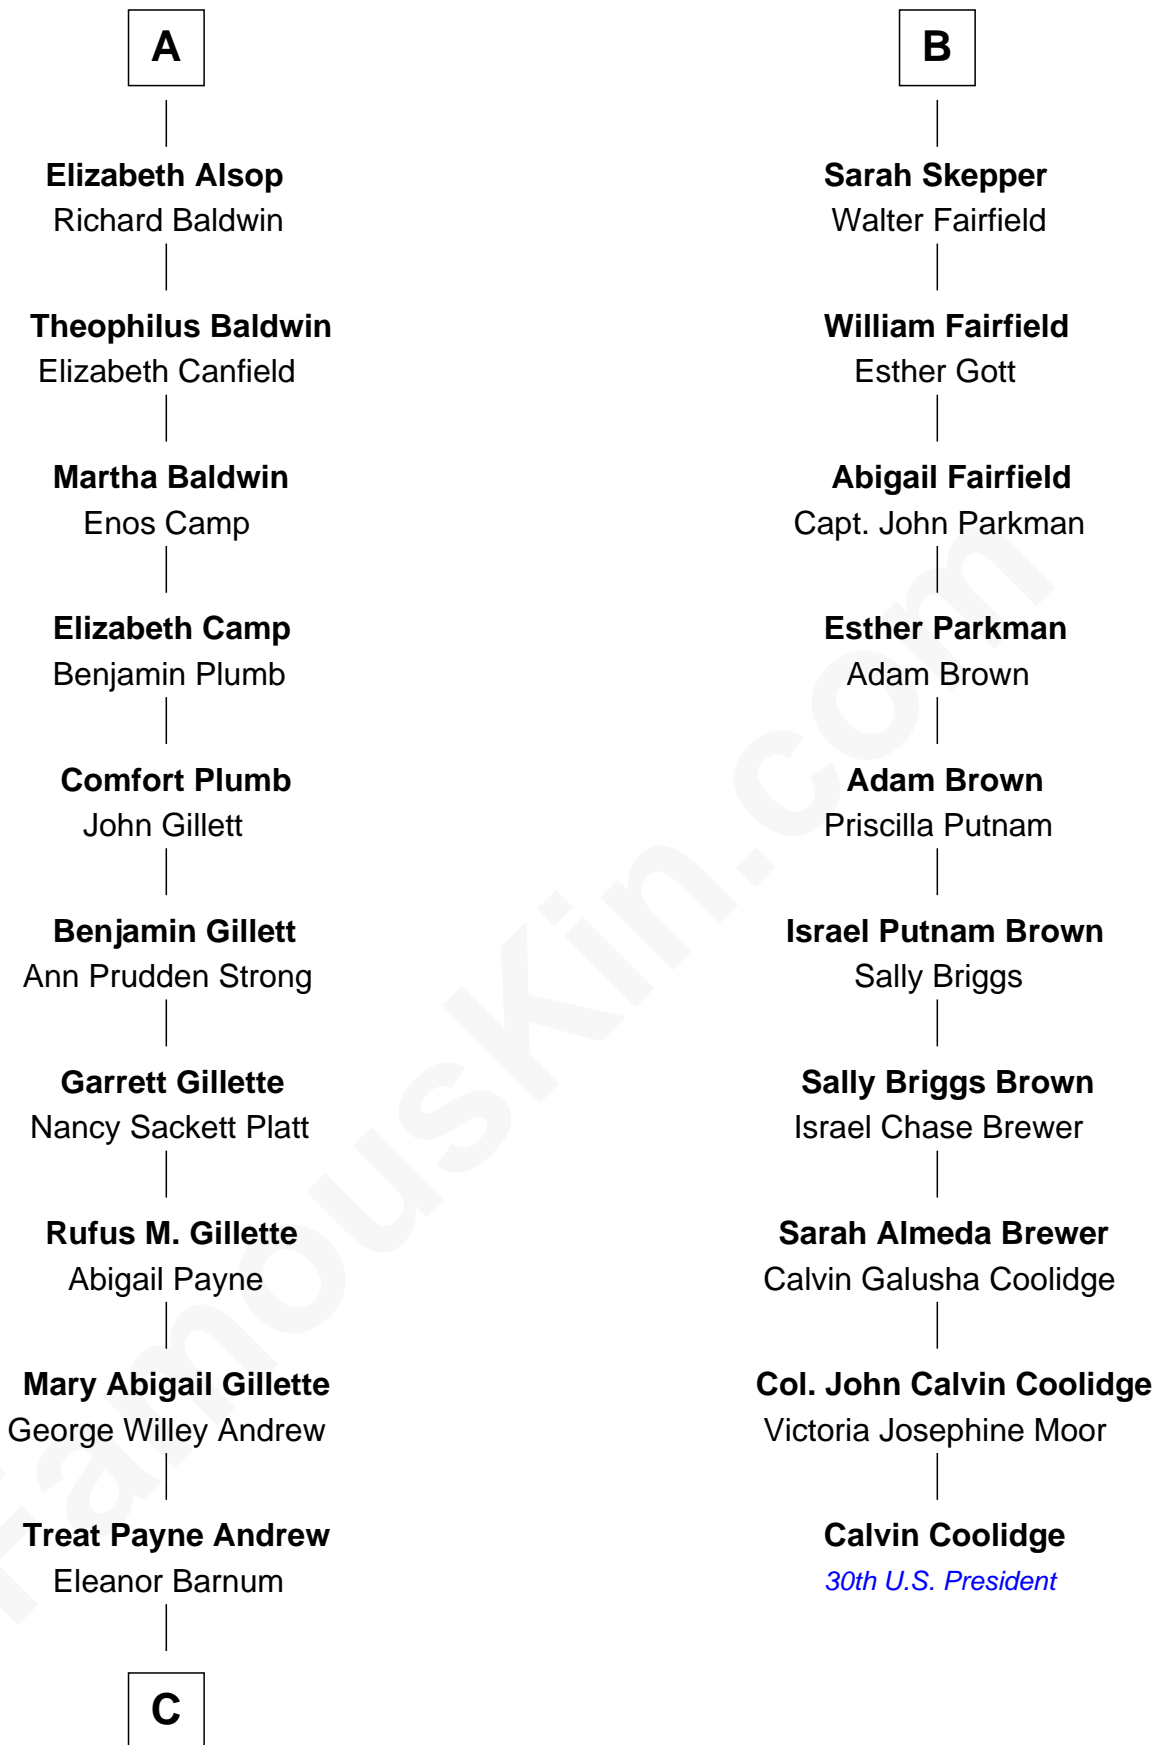 A
Elizabeth Alsop
Richard Baldwin
Theophilus Baldwin
Elizabeth Canfield
Martha Baldwin
Enos Camp
Elizabeth Camp
Benjamin Plumb
Comfort Plumb
John Gillett
Benjamin Gillett
Ann Prudden Strong
Garrett Gillette
Nancy Sackett Platt
Rufus M. Gillette
Abigail Payne
Mary Abigail Gillette
George Willey Andrew
Treat Payne Andrew
Eleanor Barnum
C
B
Sarah Skepper
Walter Fairfield
William Fairfield
Esther Gott
Abigail Fairfield
Capt. John Parkman
Esther Parkman
Adam Brown
Adam Brown
Priscilla Putnam
Israel Putnam Brown
Sally Briggs
Sally Briggs Brown
Israel Chase Brewer
Sarah Almeda Brewer
Calvin Galusha Coolidge
Col. John Calvin Coolidge
Victoria Josephine Moor
Calvin Coolidge
30th U.S. President
FamousKin.com